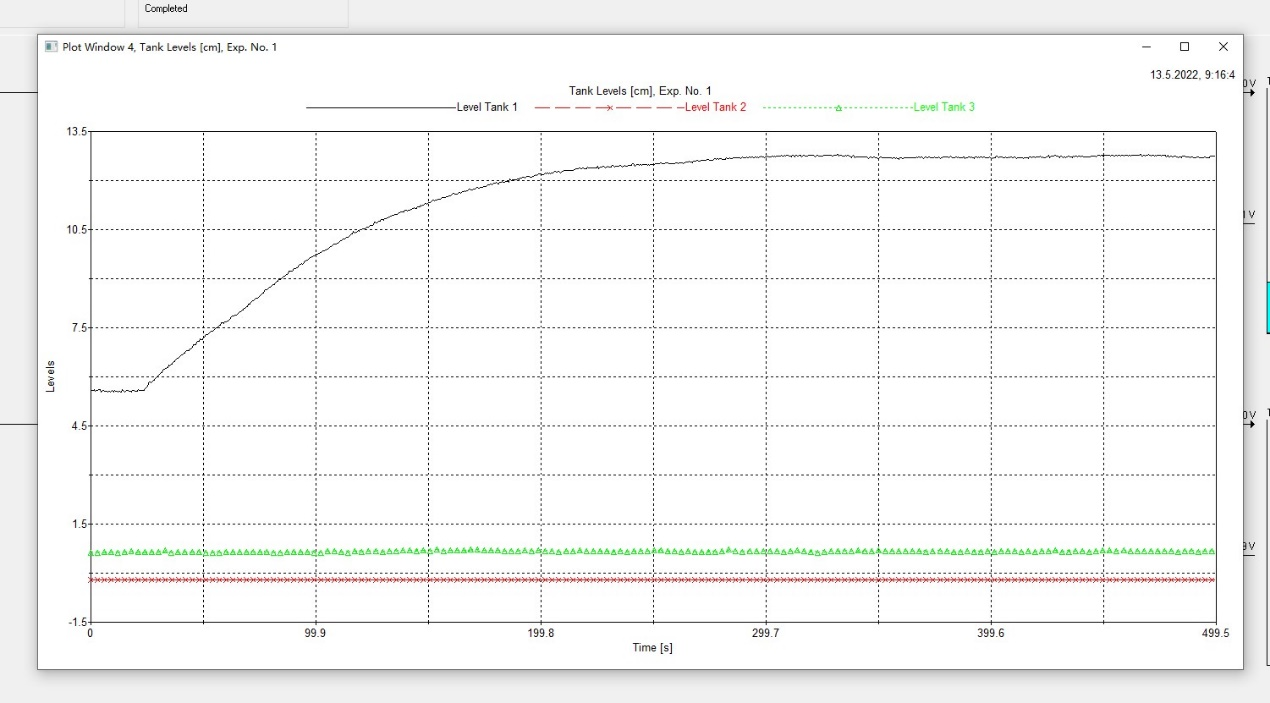 Completed
Plot Window 4, Tank Levels [cm], Exp. No. 1
13.5.2022, 9:16:4
Tank Levels [cm], Exp. No. 1
Level Tank 1 Level Tank 2 Level Tank 3
13.5
10.5
7.5
4.5
1.5
-1.5
Levels
0 99.9 199.8 299.7 399.6 499.5
Time [s]